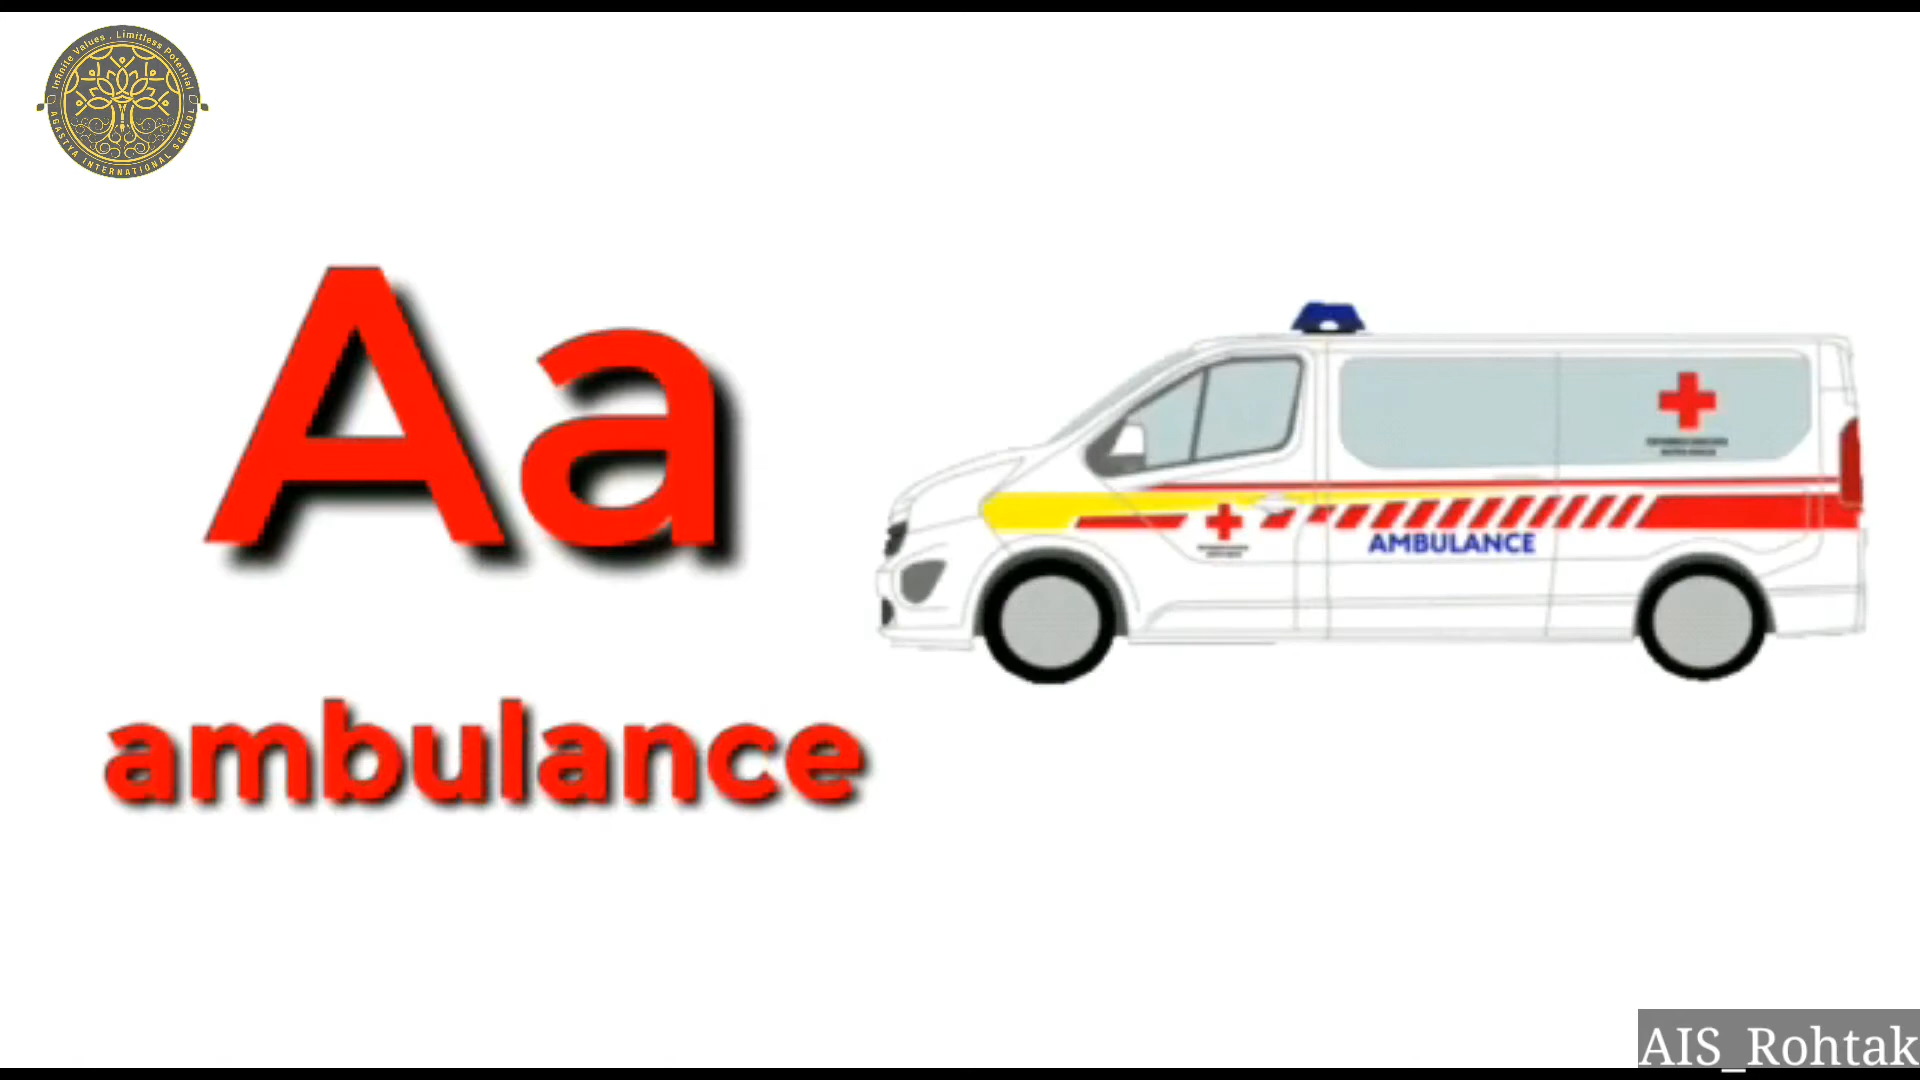 Infinite Values . Limitless Potential
AGASTYA INTERNATIONAL SCHOOL
Aa
AMBULANCE
ambulance
AIS_Rohtak